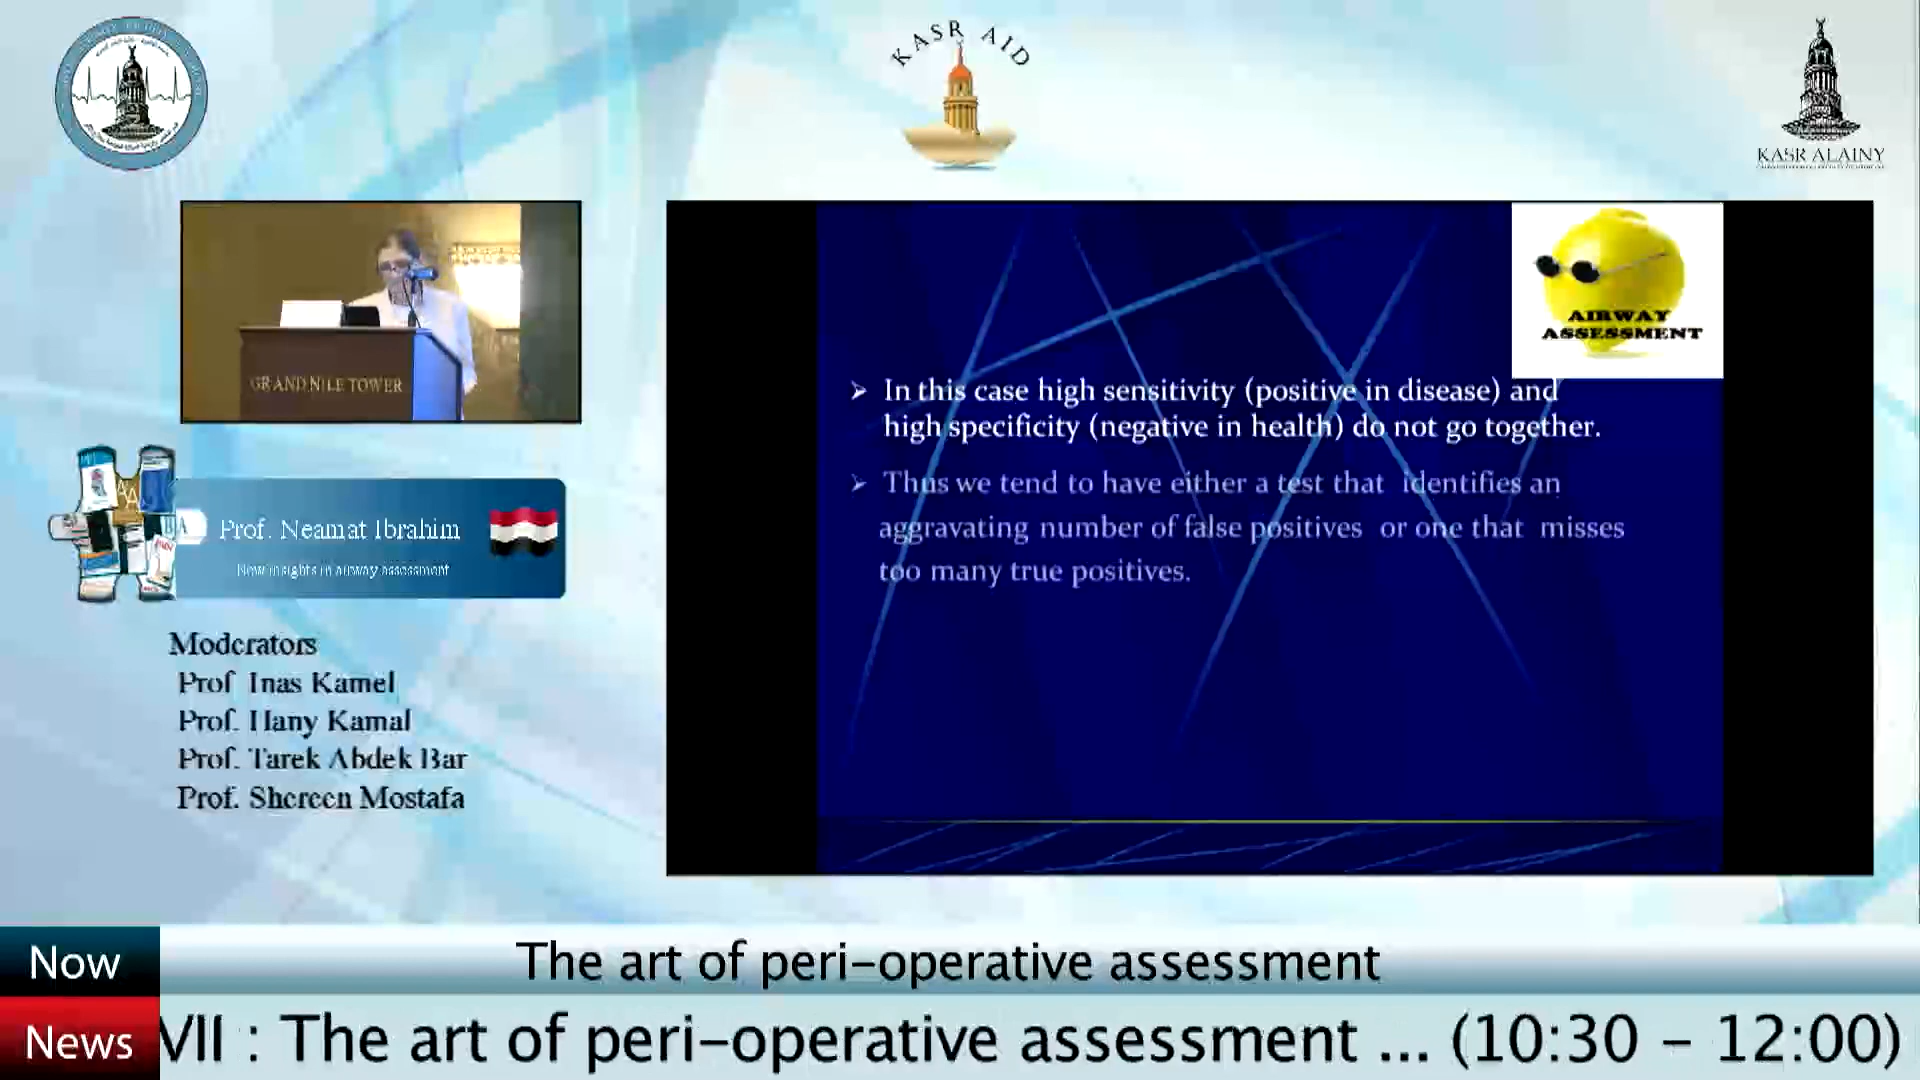 KASR AID
KASR ALAINY
GRAND NILE TOWER
AIRWAY
ASSESSMENT
➢ In this case high sensitivity (positive in disease) and
high specificity (negative in health) do not go together.
➢ Thus we tend to have either a test that identifies an
aggravating number of false positives or one that misses
too many true positives.
Prof. Neamat Ibrahim
New insights in airway assessment
Moderators
Prof Inas Kamel
Prof. Hany Kamal
Prof. Tarek Abdek Bar
Prof. Shereen Mostafa
Now
The art of peri-operative assessment
News
VII : The art of peri-operative assessment ... (10:30 - 12:00)